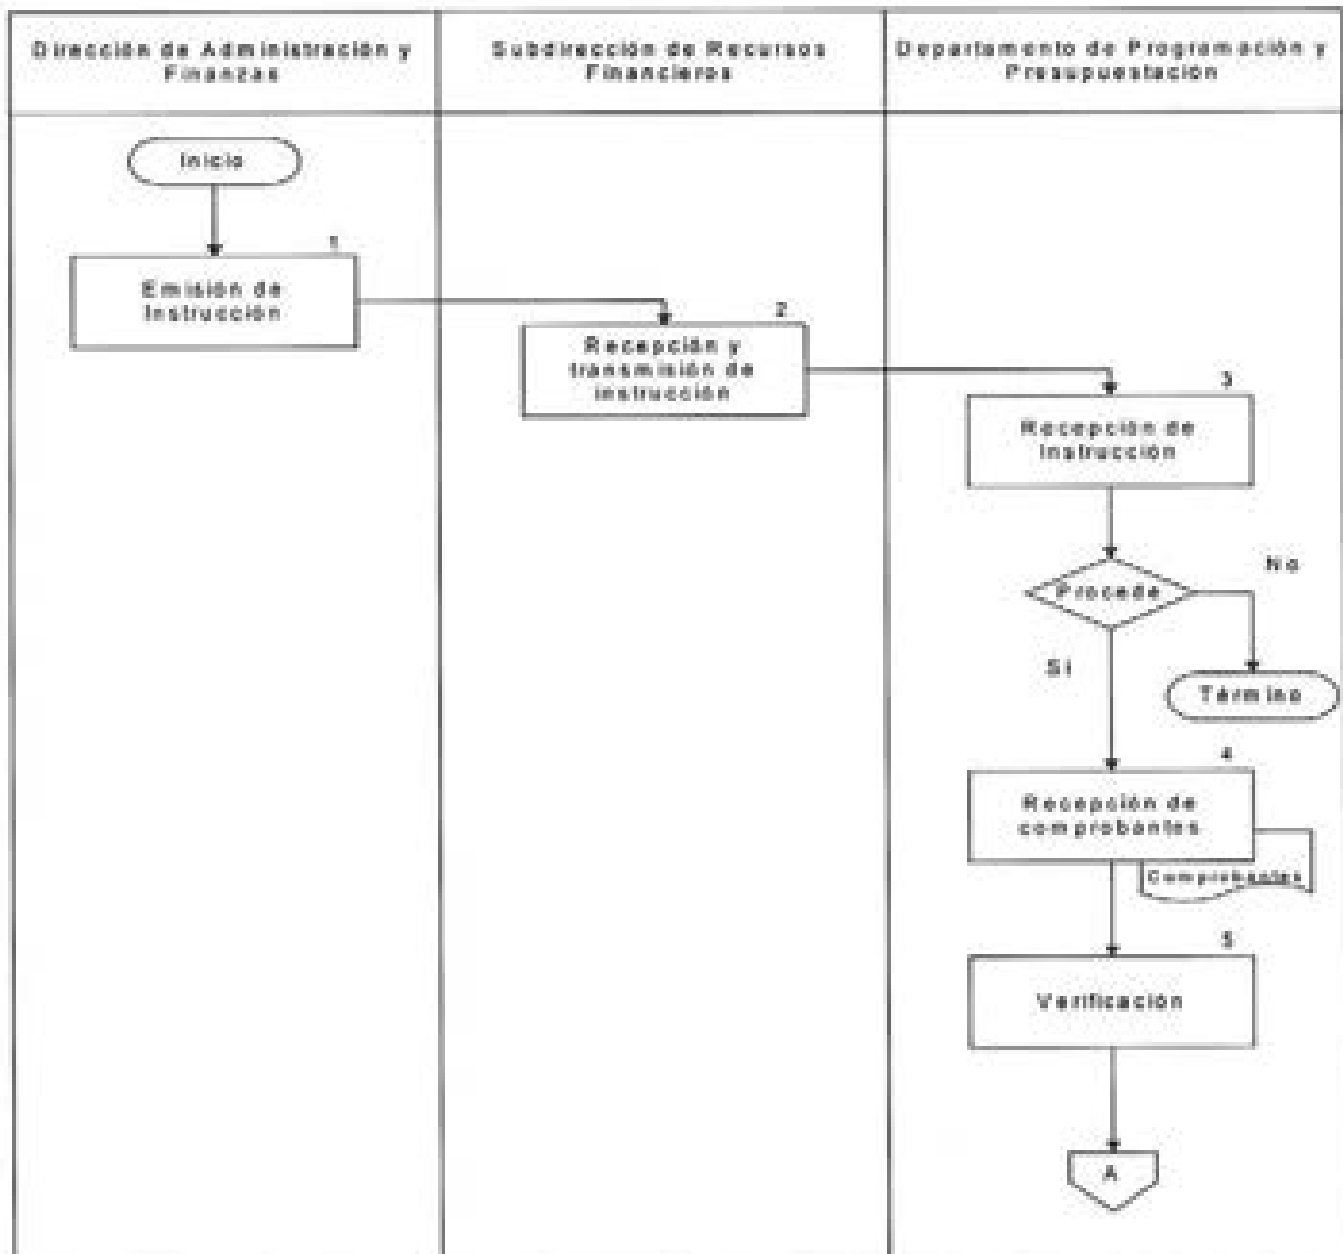 Dirección de Administración y
Finanzas
Subdirección de Recursos
Financieros
Departamento de Programación y
Presupuestación
Inicio
1
Emisión de
Instrucción
2
Recepción y
transmisión de
instrucción
3
Recepción de
Instrucción
Procede
No
Si
Término
4
Recepción de
comprobantes
Comprobantes
5
Verificación
A